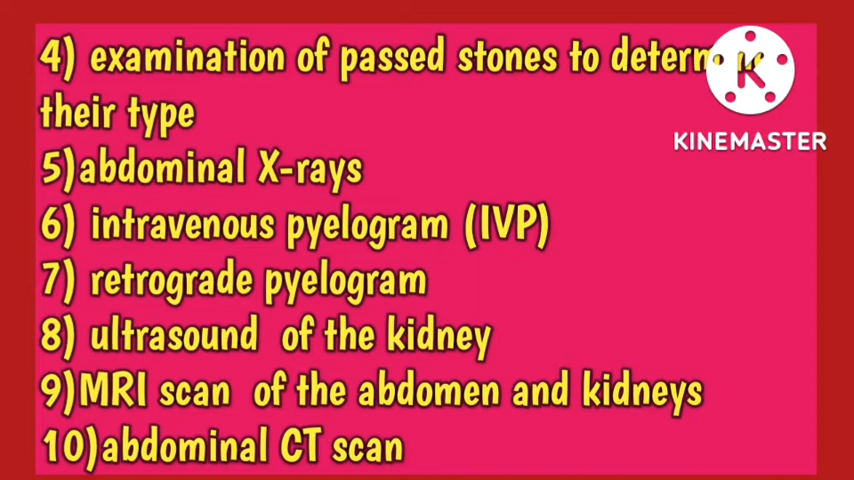 4) examination of passed stones to
their type
5)abdominal X-rays
6) intravenous pyelogram (IVP)
7) retrograde pyelogram
8) ultrasound of the kidney
9)MRI scan of the abdomen and kidneys
10)abdominal CT scan
K
KINEMASTER